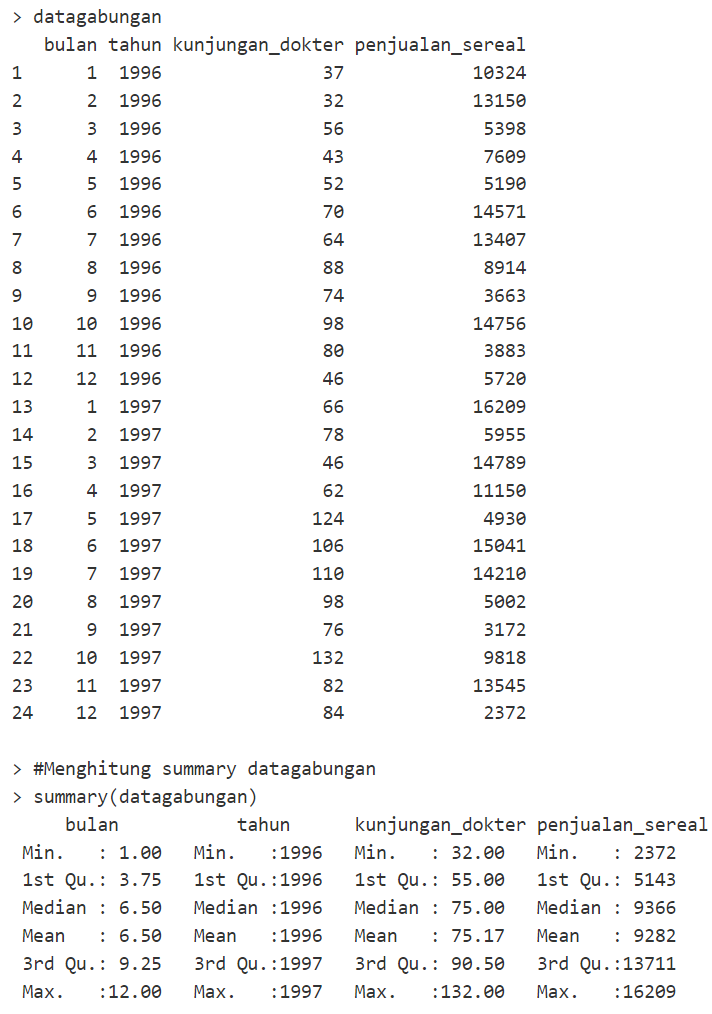 > datagabungan
   bulan tahun kunjungan_dokter penjualan_sereal
1      1  1996               37            10324
2      2  1996               32            13150
3      3  1996               56             5398
4      4  1996               43             7609
5      5  1996               52             5190
6      6  1996               70            14571
7      7  1996               64            13407
8      8  1996               88             8914
9      9  1996               74             3663
10    10  1996               98            14756
11    11  1996               80             3883
12    12  1996               46             5720
13     1  1997               66            16209
14     2  1997               78             5955
15     3  1997               46            14789
16     4  1997               62            11150
17     5  1997              124             4930
18     6  1997              106            15041
19     7  1997              110            14210
20     8  1997               98             5002
21     9  1997               76             3172
22    10  1997              132             9818
23    11  1997               82            13545
24    12  1997               84             2372
> #Menghitung summary datagabungan
> summary(datagabungan)
     bulan           tahun      kunjungan_dokter penjualan_sereal
 Min.   : 1.00   Min.   :1996   Min.   : 32.00   Min.   : 2372
 1st Qu.: 3.75   1st Qu.:1996   1st Qu.: 55.00   1st Qu.: 5143
 Median : 6.50   Median :1996   Median : 75.00   Median : 9366
 Mean   : 6.50   Mean   :1996   Mean   : 75.17   Mean   : 9282
 3rd Qu.: 9.25   3rd Qu.:1997   3rd Qu.: 90.50   3rd Qu.:13711
 Max.   :12.00   Max.   :1997   Max.   :132.00   Max.   :16209